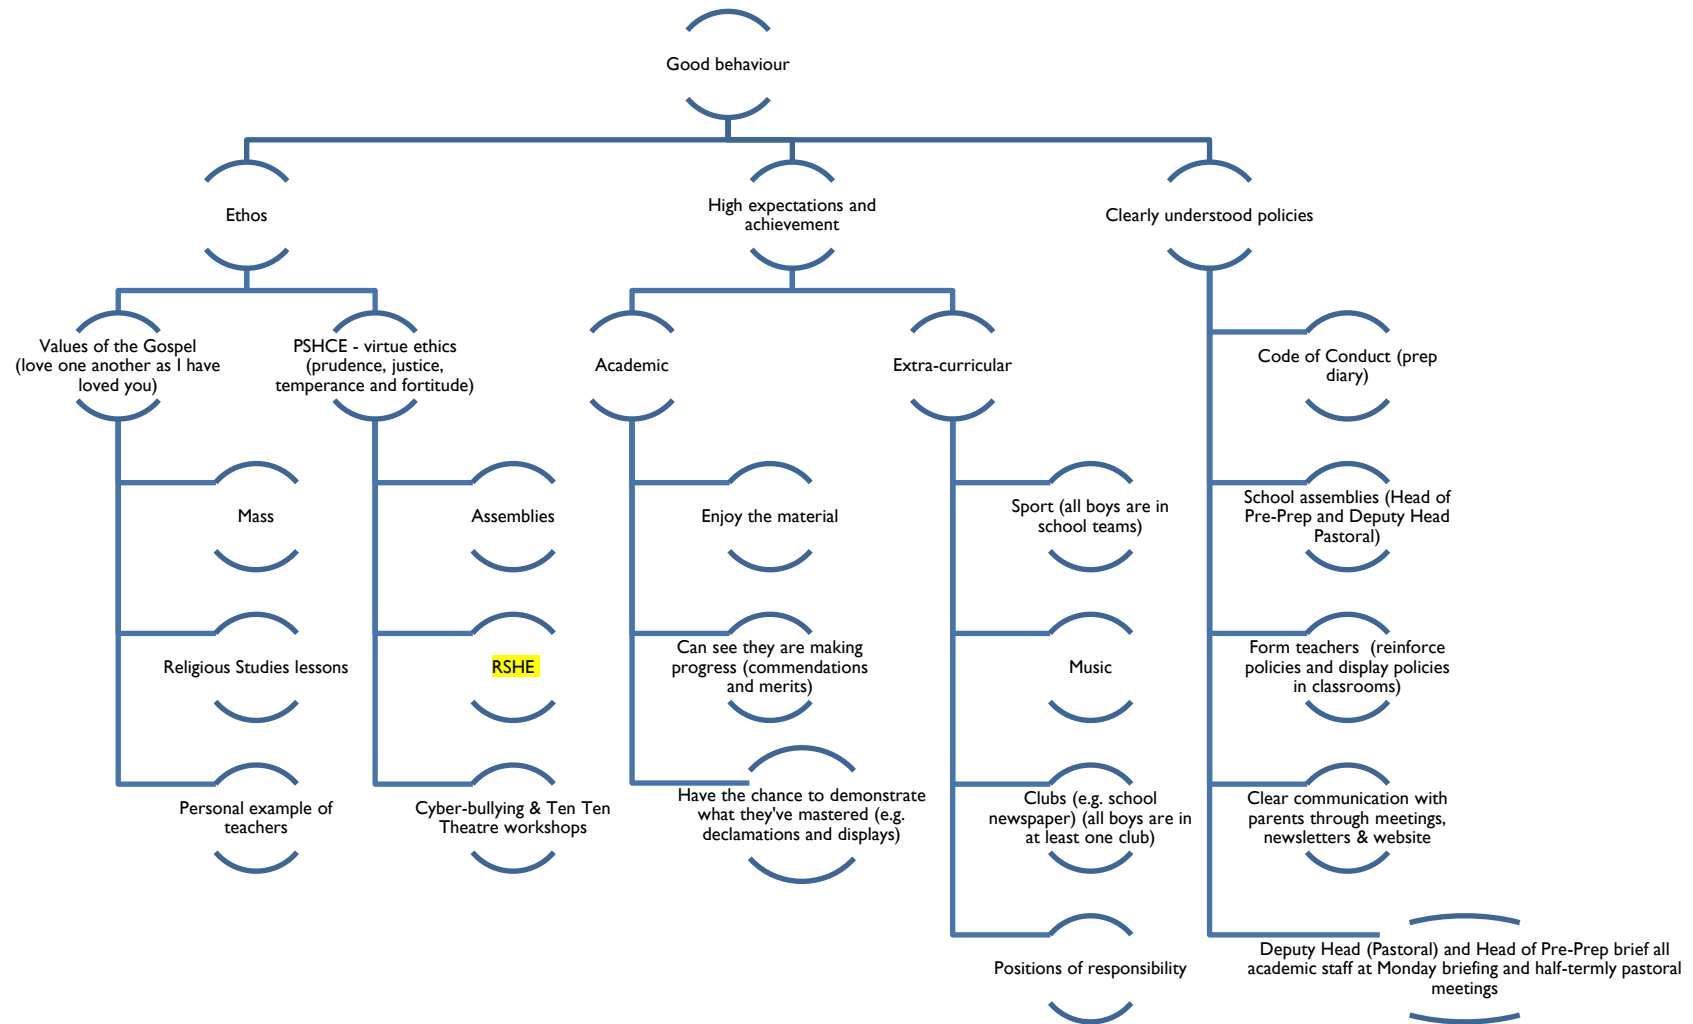 Good behaviour
Ethos
High expectations and
achievement
Clearly understood policies
Values of the Gospel
(love one another as I have
loved you)
PSHCE - virtue ethics
(prudence, justice,
temperance and fortitude)
Academic
Extra-curricular
Code of Conduct (prep
diary)
Mass
Assemblies
Enjoy the material
Sport (all boys are in
school teams)
School assemblies (Head of
Pre-Prep and Deputy Head
Pastoral)
Religious Studies lessons
RSHE
Can see they are making
progress (commendations
and merits)
Music
Form teachers (reinforce
policies and display policies
in classrooms)
Personal example of
teachers
Cyber-bullying & Ten Ten
Theatre workshops
Have the chance to demonstrate
what they've mastered (e.g.
declamations and displays)
Clubs (e.g. school
newspaper) (all boys are in
at least one club)
Clear communication with
parents through meetings,
newsletters & website
Positions of responsibility
Deputy Head (Pastoral) and Head of Pre-Prep brief all
academic staff at Monday briefing and half-termly pastoral
meetings